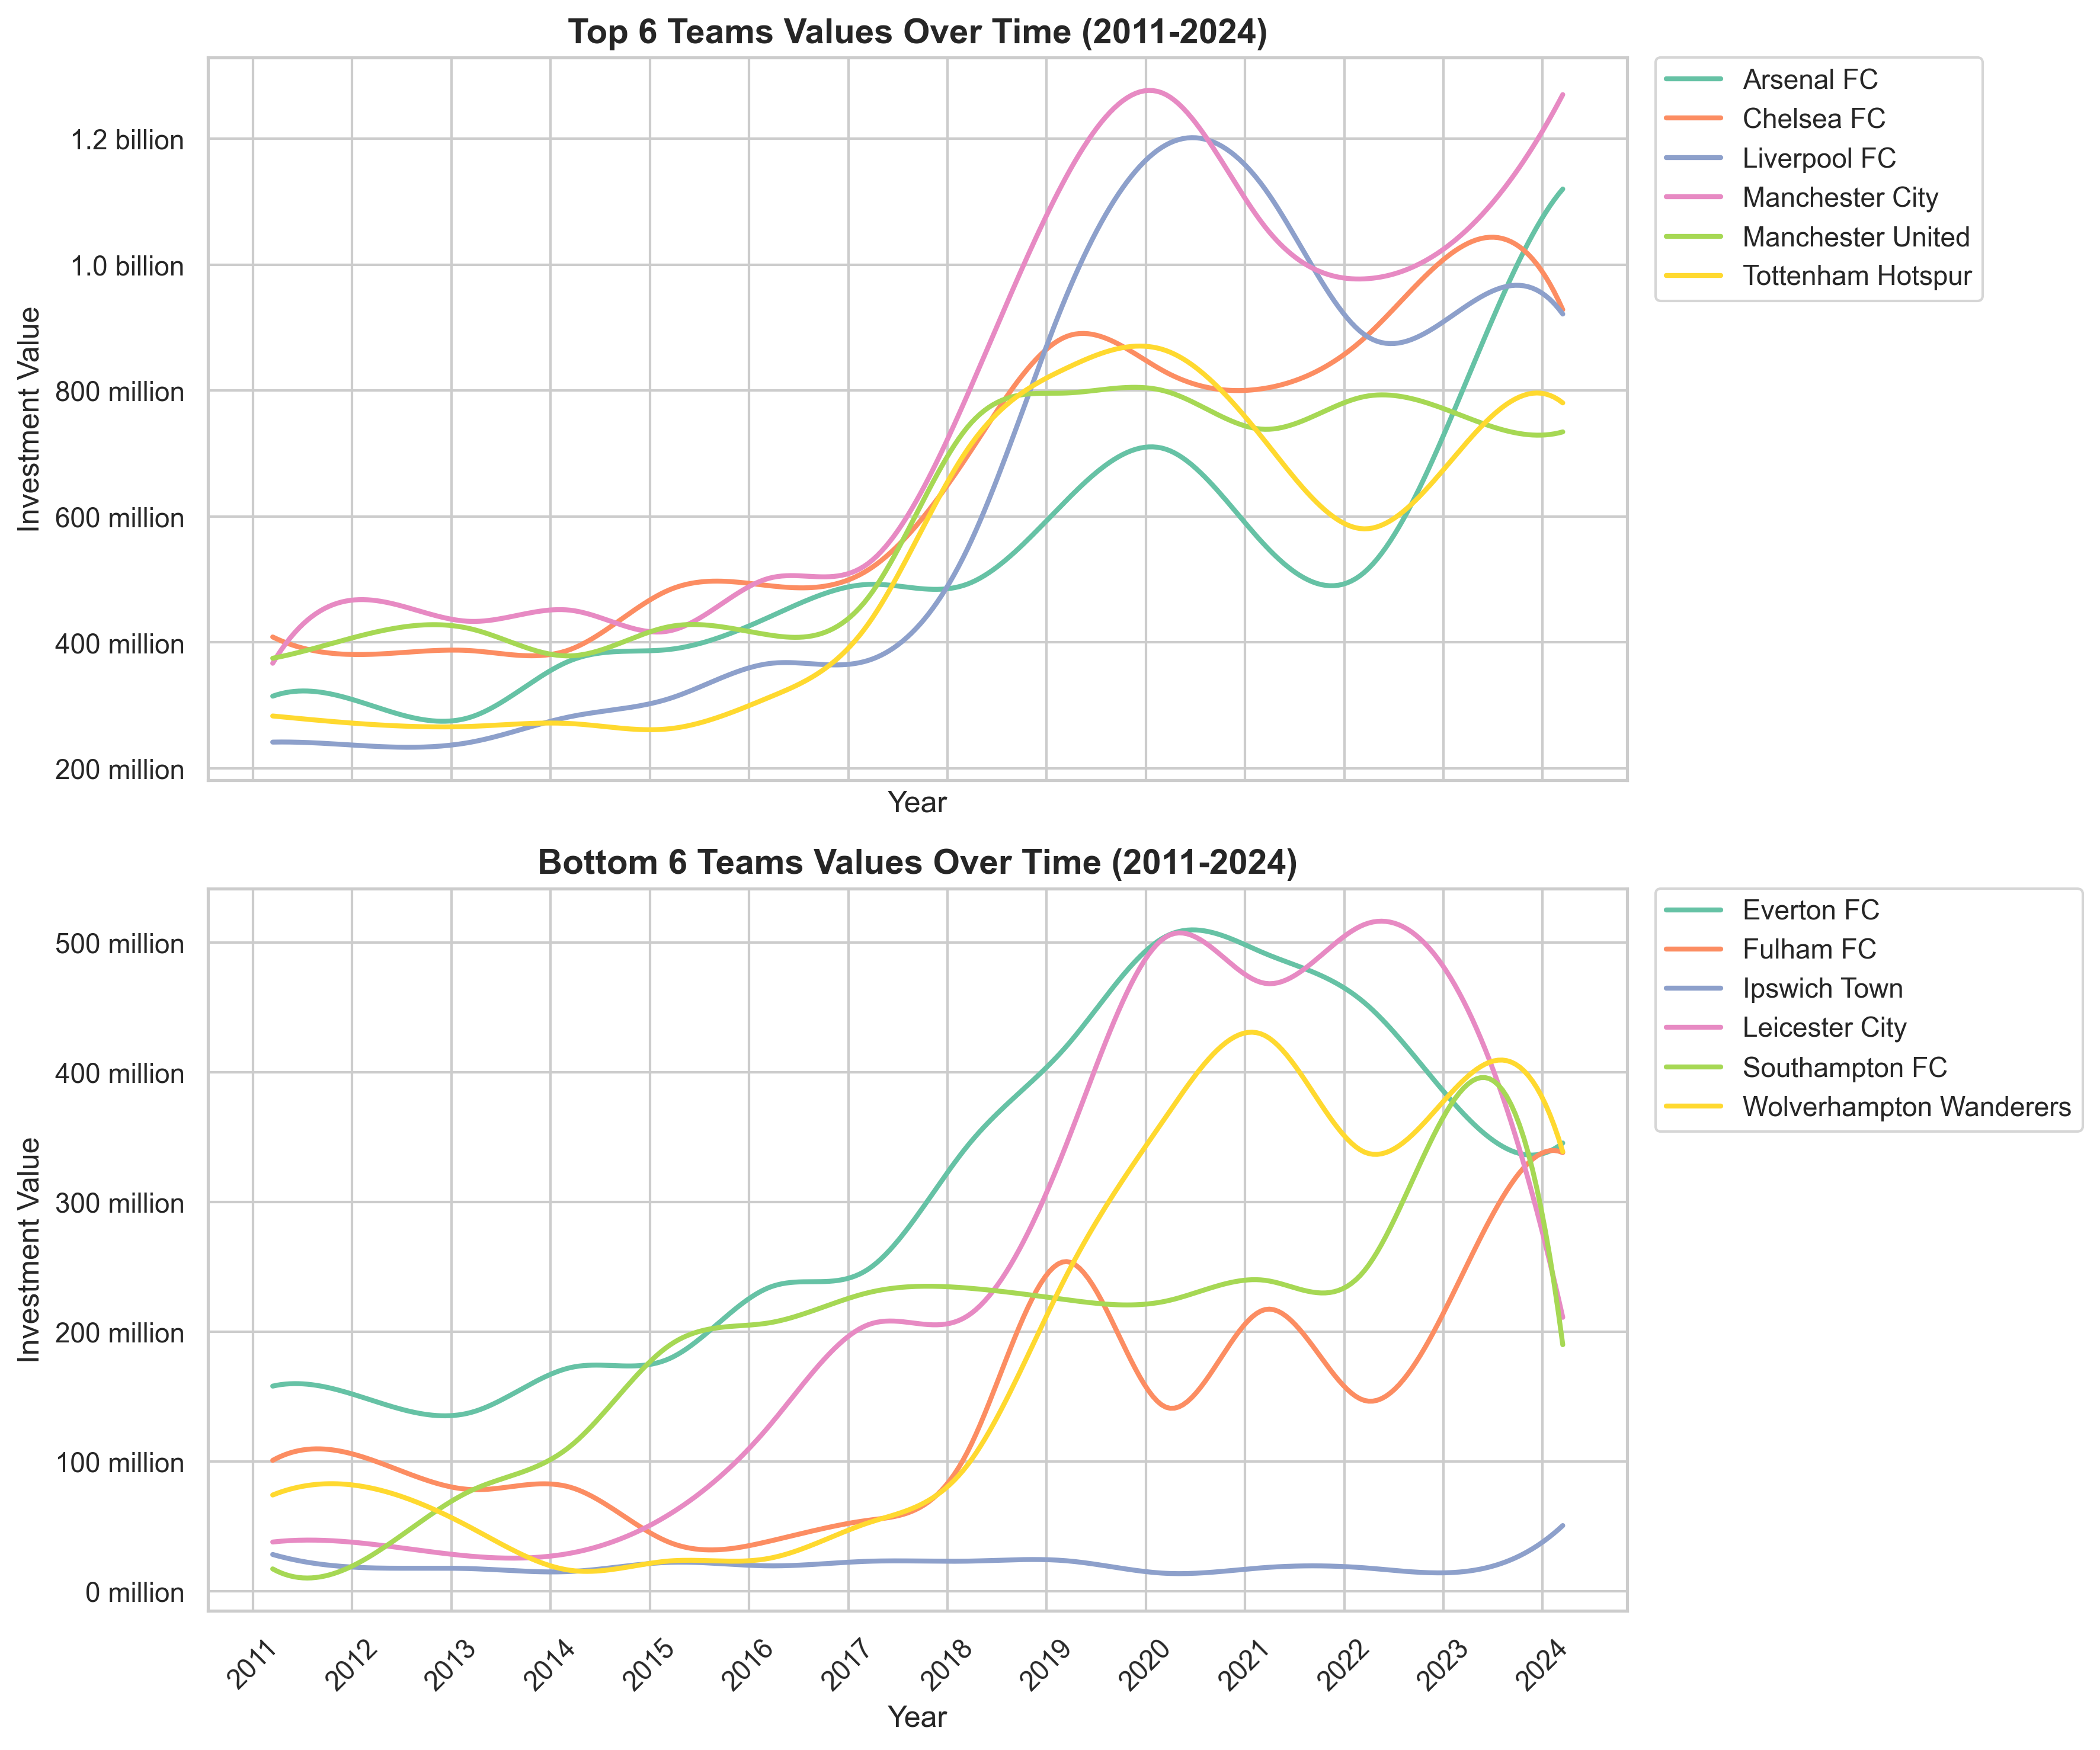 Top 6 Teams Values Over Time (2011-2024)
Investment Value
1.2 billion
1.0 billion
800 million
600 million
400 million
200 million
Year
Arsenal FC
Chelsea FC
Liverpool FC
Manchester City
Manchester United
Tottenham Hotspur
Bottom 6 Teams Values Over Time (2011-2024)
Investment Value
500 million
400 million
300 million
200 million
100 million
0 million
2011
2012
2013
2014
2015
2016
2017
2018
2019
2020
2021
2022
2023
2024
Year
Everton FC
Fulham FC
Ipswich Town
Leicester City
Southampton FC
Wolverhampton Wanderers